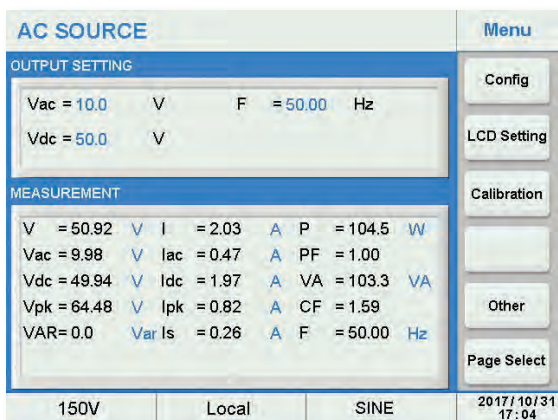 AC SOURCE
Menu
OUTPUT SETTING
Vac = 10.0 V F = 50.00 Hz
Vdc = 50.0 V
MEASUREMENT
V = 50.92 V I = 2.03 A P = 104.5 W
Vac = 9.98 V Iac = 0.47 A PF = 1.00
Vdc = 49.94 V Idc = 1.97 A VA = 103.3 VA
Vpk = 64.48 V Ipk = 0.82 A CF = 1.59
VAR= 0.0 Var Is = 0.26 A F = 50.00 Hz
Config
LCD Setting
Calibration
Other
Page Select
150V Local SINE
2017/10/31
17:04